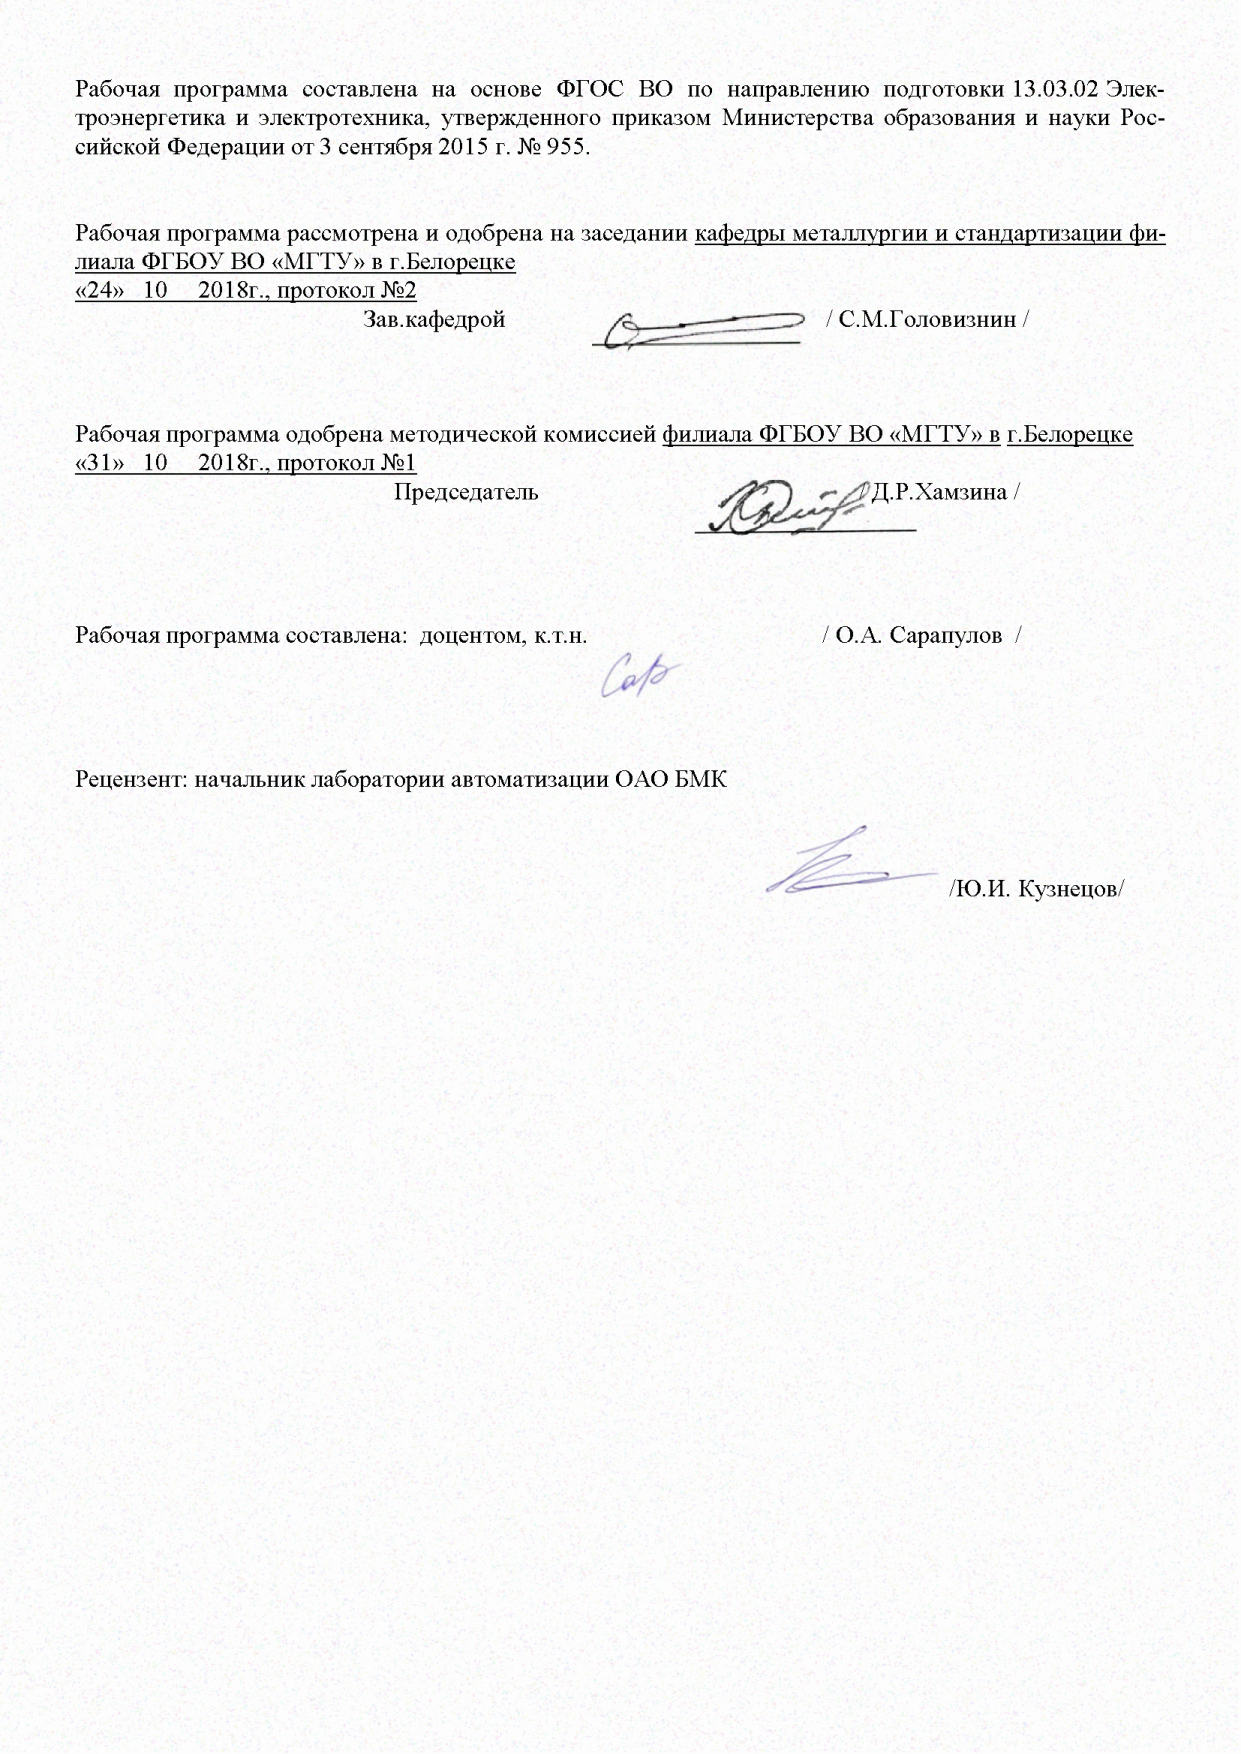 Рабочая программа составлена на основе ФГОС ВО по направлению подготовки 13.03.02 Элек-
троэнергетика и электротехника, утвержденного приказом Министерства образования и науки Рос-
сийской Федерации от 3 сентября 2015 г. № 955.
Рабочая программа рассмотрена и одобрена на заседании кафедры металлургии и стандартизации фи-
лиала ФГБОУ ВО «МГТУ» в г.Белорецке
«24» 10 2018г., протокол №2
Зав.кафедрой / С.М.Головизнин /
Рабочая программа одобрена методической комиссией филиала ФГБОУ ВО «МГТУ» в г.Белорецке
«31» 10 2018г., протокол №1
Председатель / Д.Р.Хамзина /
Рабочая программа составлена: доцентом, к.т.н. / О.А. Сарапулов /
Рецензент: начальник лаборатории автоматизации ОАО БМК
/Ю.И. Кузнецов/